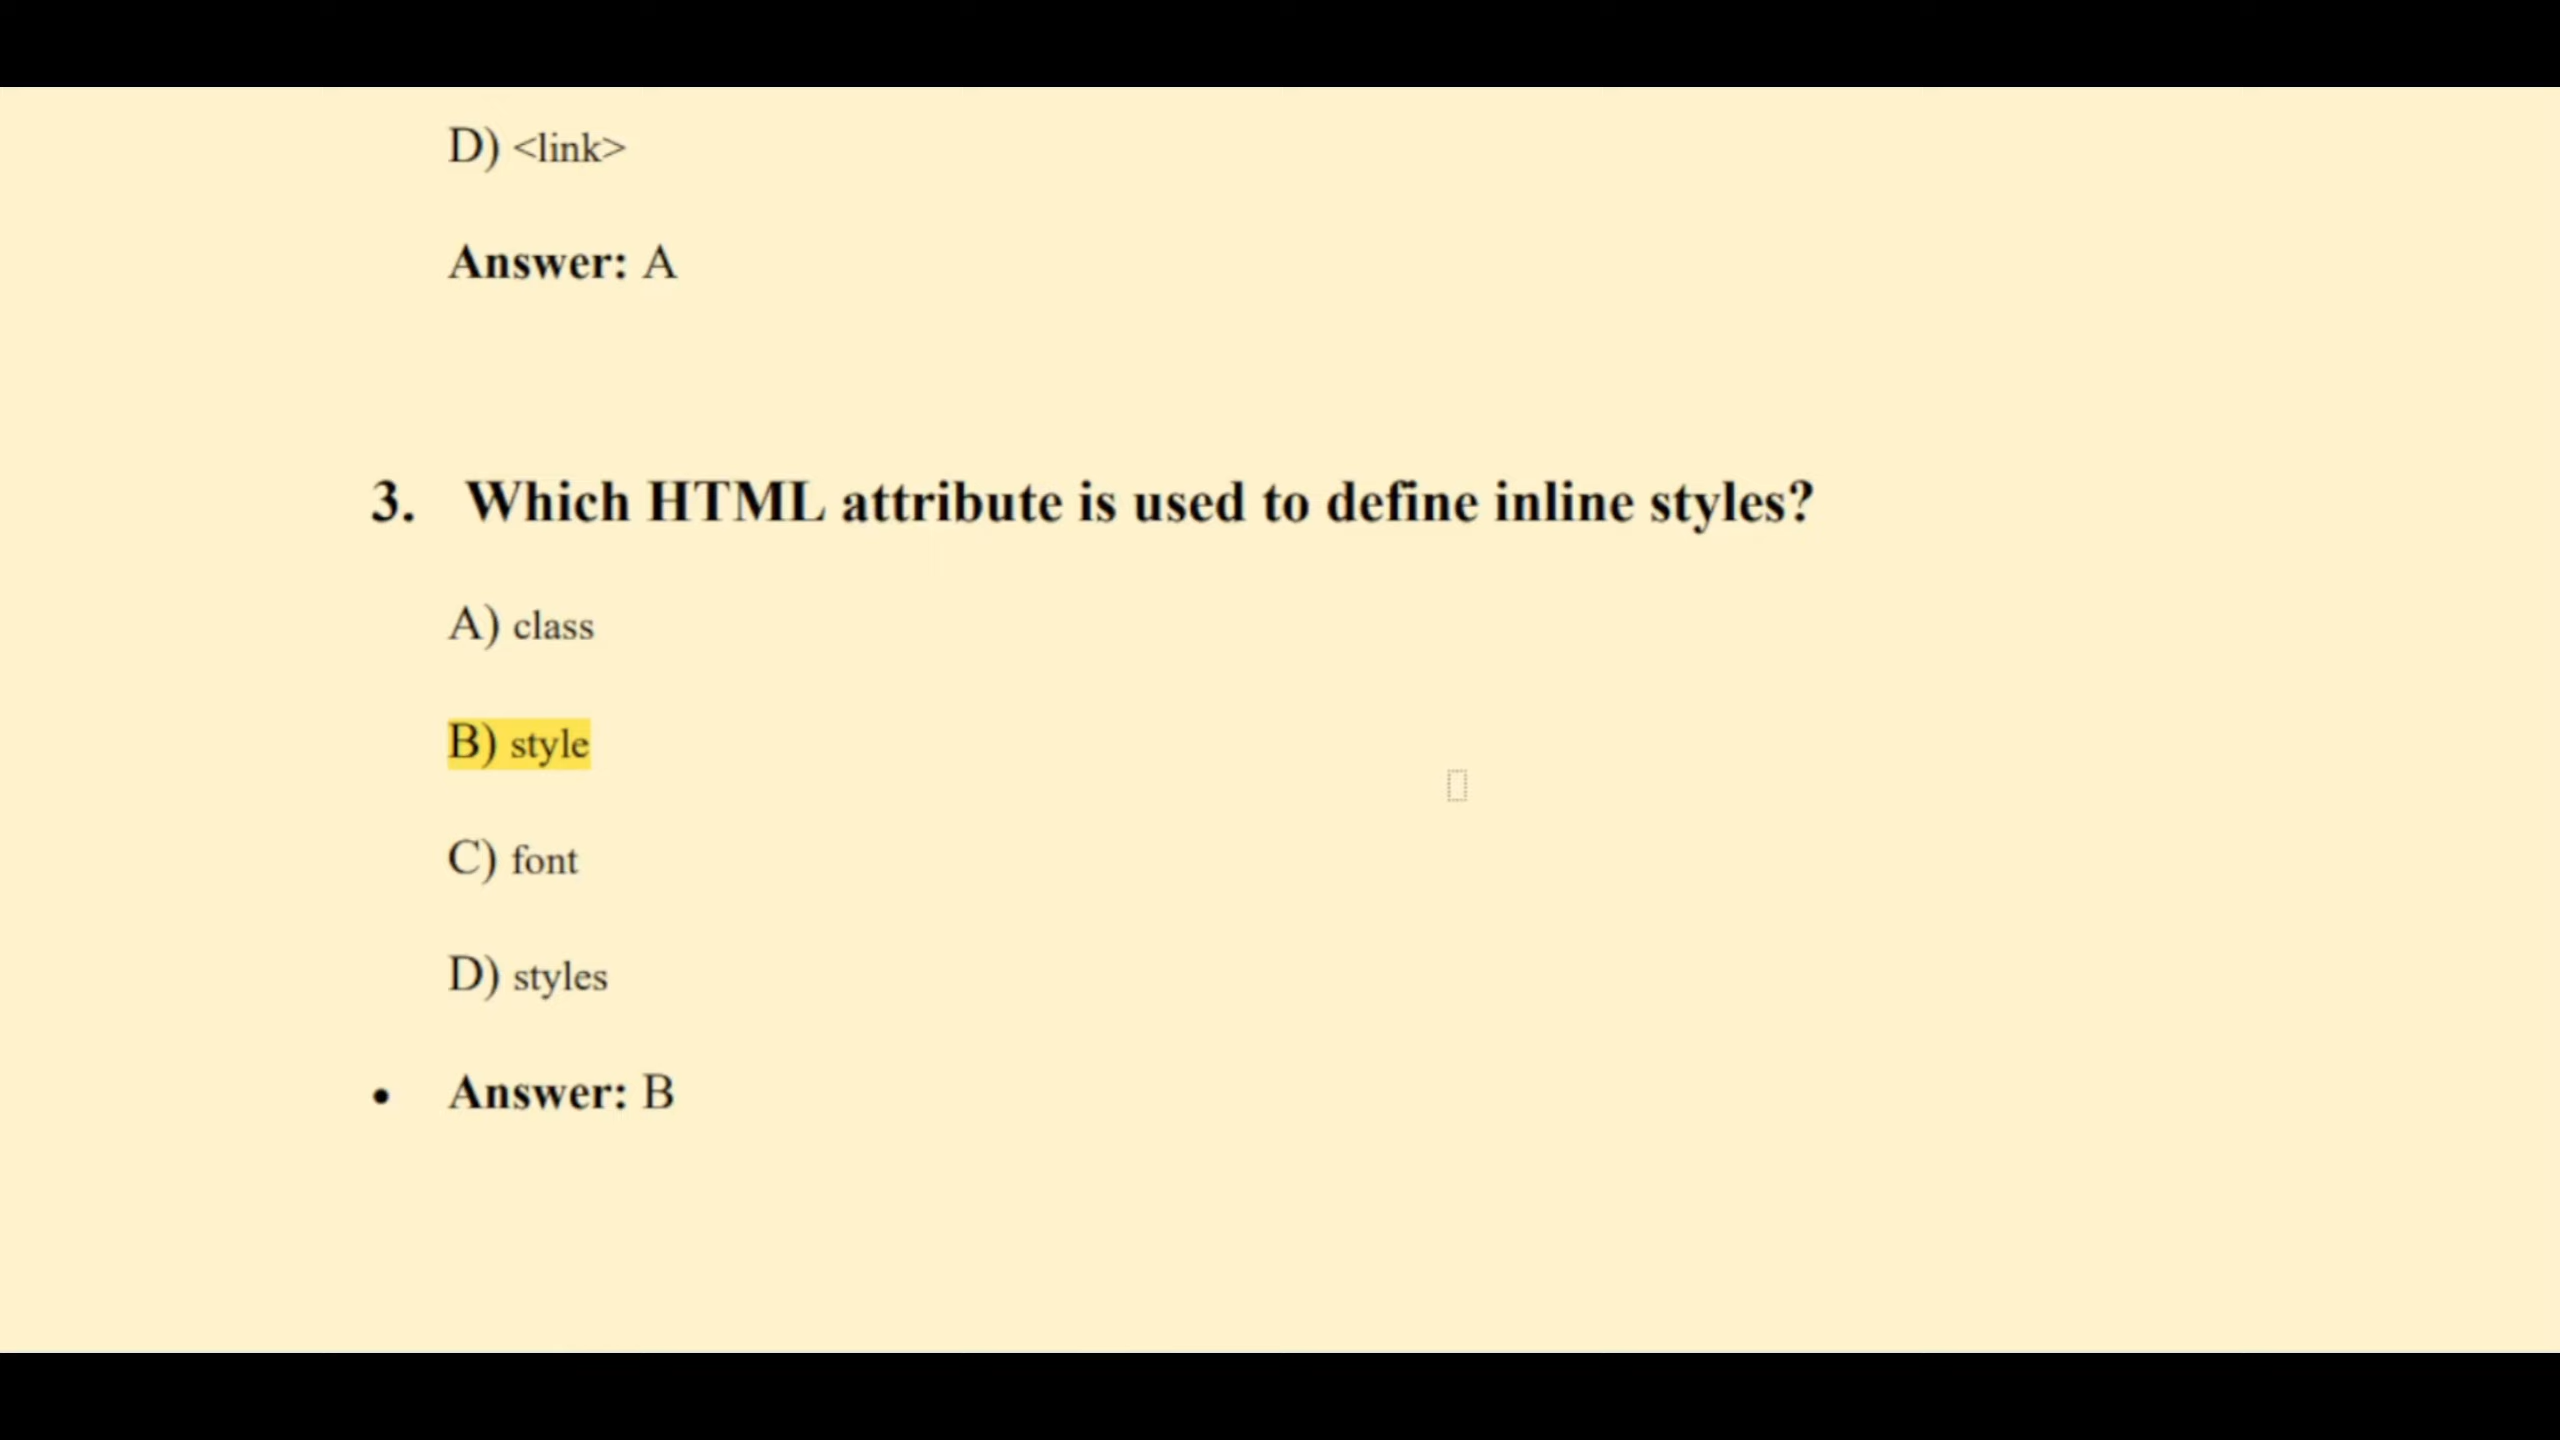 D) <link>
Answer: A
3. Which HTML attribute is used to define inline styles?
A) class
B) style
C) font
D) styles
• Answer: B